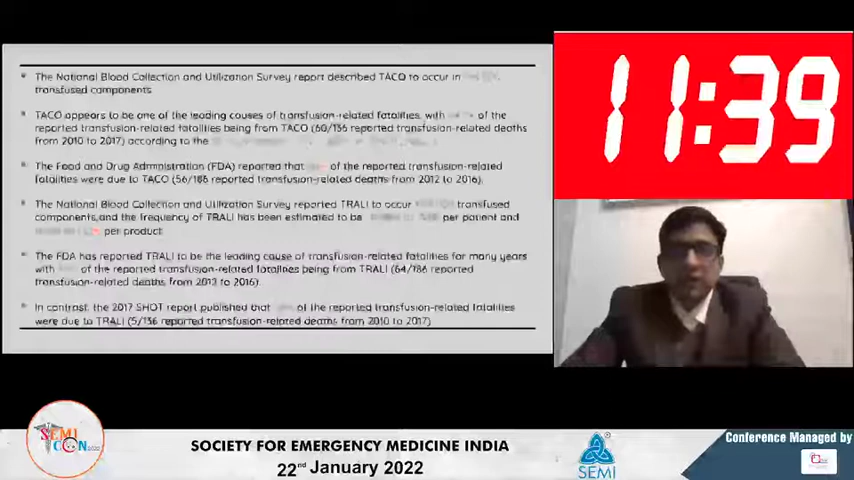 The National Blood Collection and Utilization Survey report described TACO to occur in
transfused components
TACO appears to be one of the leading causes of transfusion-related fatalities, with of the
reported transfusion-related fatalities being from TACO (60/136 reported transfusion-related deaths
from 2010 to 2017) according to the
The Food and Drug Administration (FDA) reported that of the reported transfusion-related
fatalities were due to TACO (56/186 reported transfusion-related deaths from 2012 to 2016).
The National Blood Collection and Utilization Survey reported TRALI to occur transfused
components,and the frequency of TRALI has been estimated to be per patient and
per product
The FDA has reported TRALI to be the leading cause of transfusion-related fatalities for many years
with of the reported transfusion-related fatalities being from TRALI (64/186 reported
transfusion-related deaths from 2012 to 2016).
In contrast, the 2017 SHOT report published that of the reported transfusion-related fatalities
were due to TRALI (5/136 reported transfusion-related deaths from 2010 to 2017)
11:39
SEMI
CON 2022
SOCIETY FOR EMERGENCY MEDICINE INDIA
22nd January 2022
SEMI
Conference Managed by